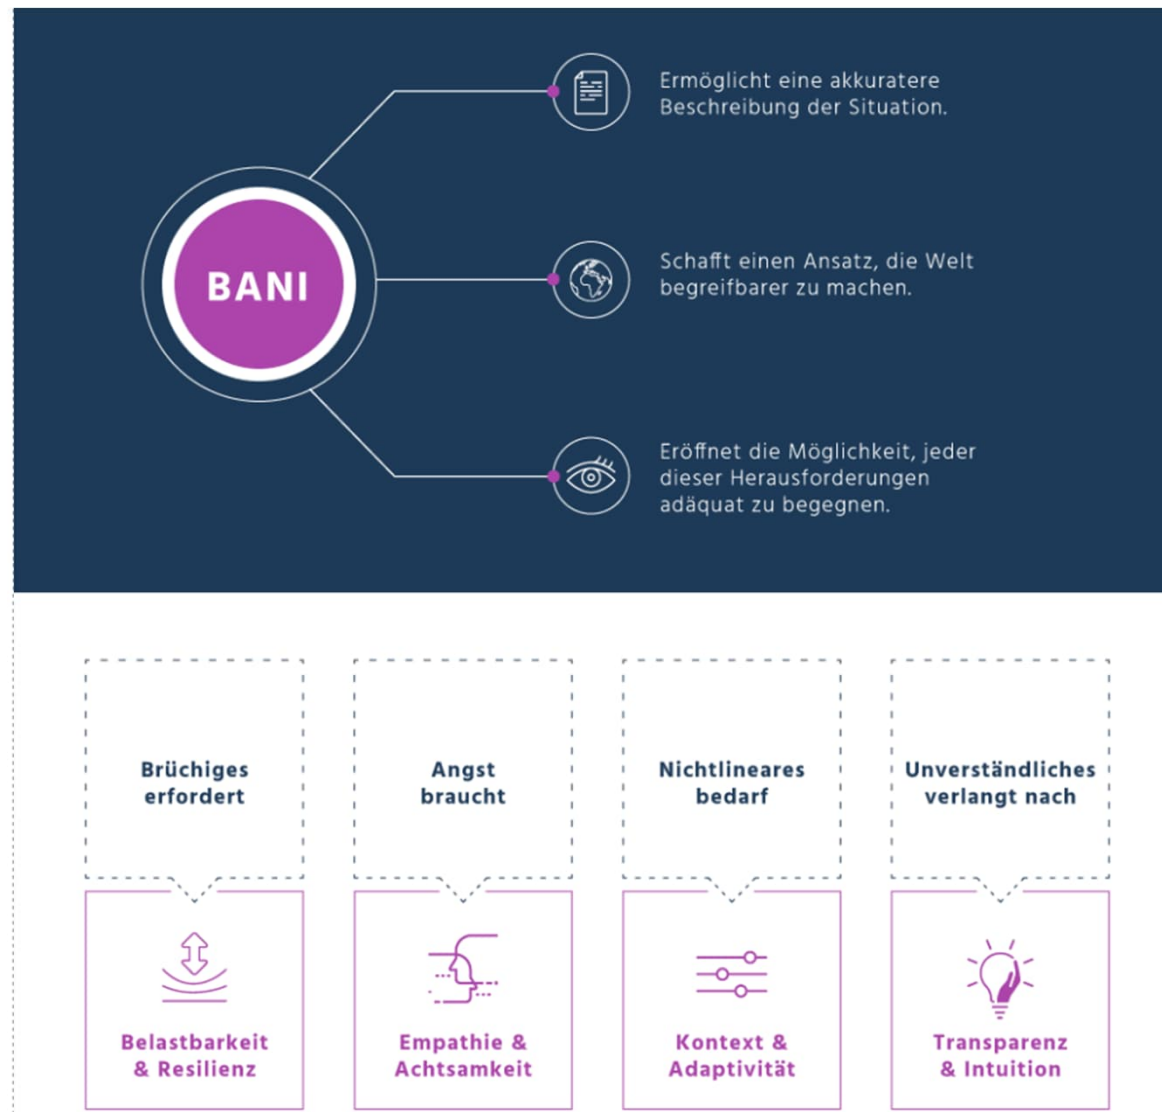 BANI
Ermöglicht eine akkuratere
Beschreibung der Situation.
Schafft einen Ansatz, die Welt
begreifbarer zu machen.
Eröffnet die Möglichkeit, jeder
dieser Herausforderungen
adäquat zu begegnen.
Brüchiges
erfordert
Belastbarkeit
& Resilienz
Angst
braucht
Empathie &
Achtsamkeit
Nichtlineares
bedarf
Kontext &
Adaptivität
Unverständliches
verlangt nach
Transparenz
& Intuition